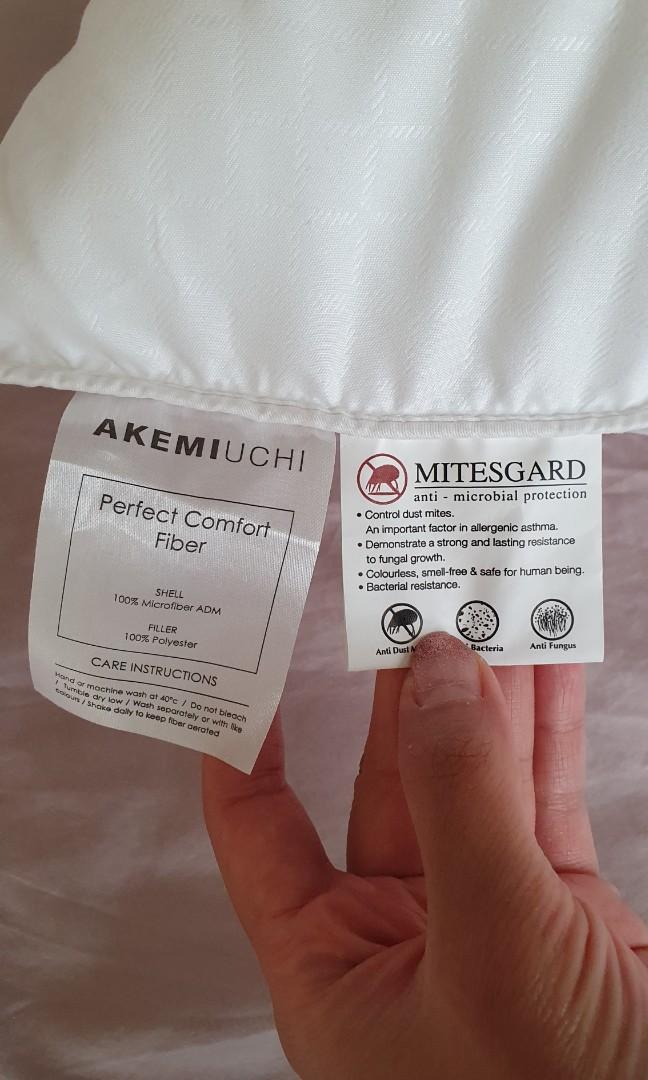 AKEMIUCHI
Perfect Comfort
Fiber
SHELL
100% Microfiber ADM
FILLER
100% Polyester
CARE INSTRUCTIONS
Hand or machine wash at 40°c / Do not bleach
/ Tumble dry low / Wash separately or with like
colours / Shake daily to keep fiber aerated
MITESGARD
anti - microbial protection
• Control dust mites.
An important factor in allergenic asthma.
• Demonstrate a strong and lasting resistance
to fungal growth.
• Colourless, smell-free & safe for human being.
• Bacterial resistance.
Anti Dust Bacteria Anti Fungus